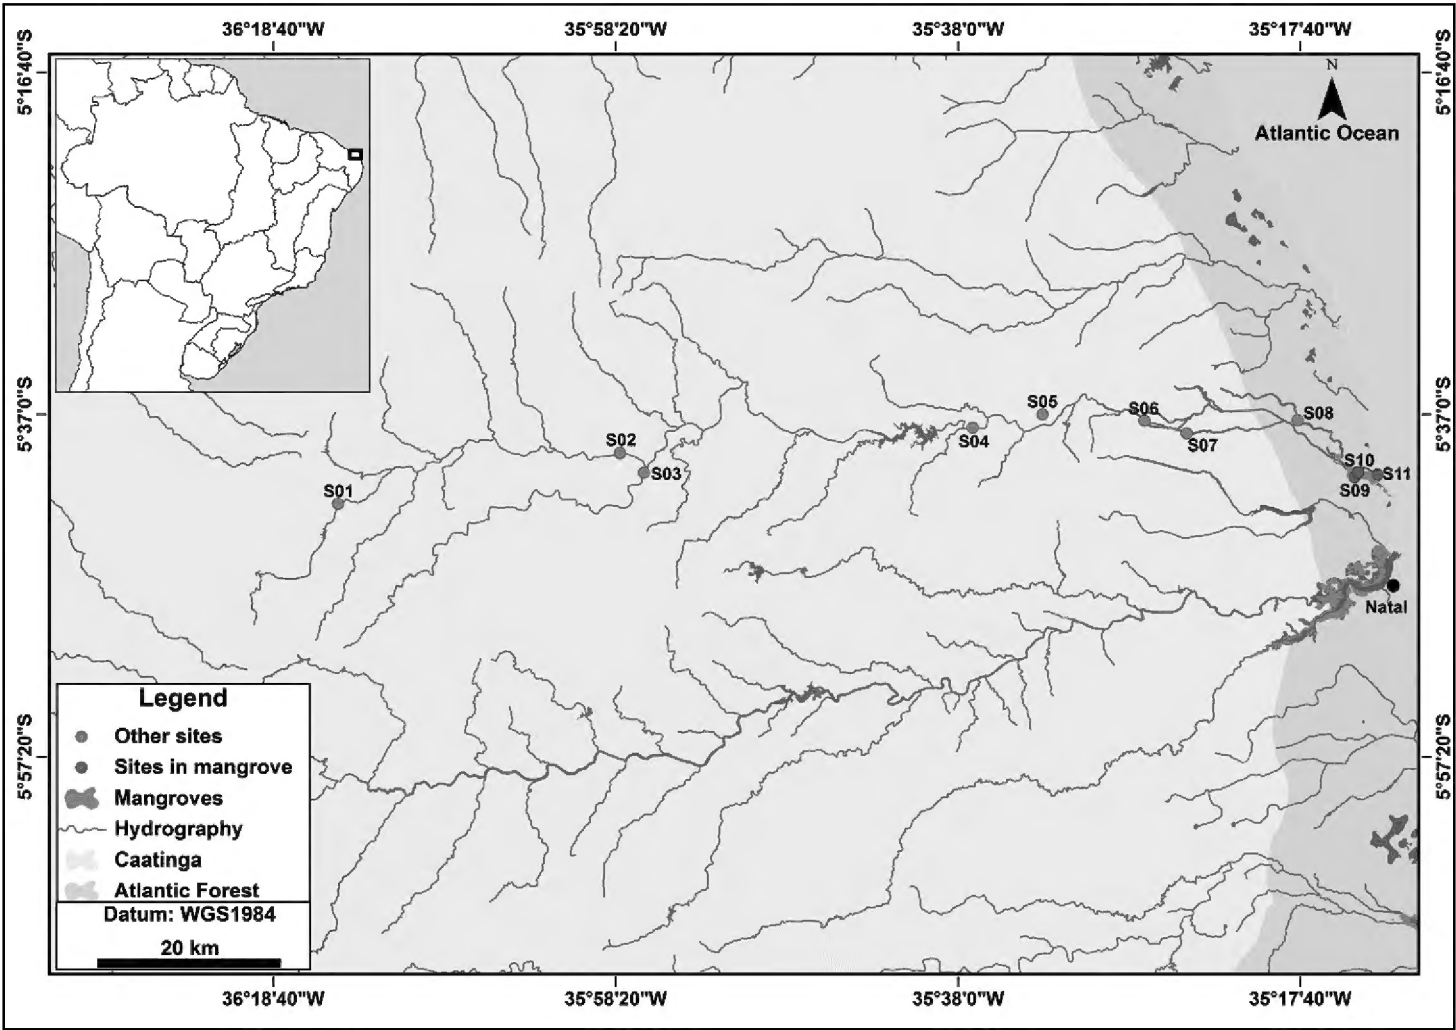 36°18'40"W 35°58'20"W 35°38'0"W 35°17'40"W
5°16'40"S 5°16'40"S
N
Atlantic Ocean
5°37'0"S 5°37'0"S
S01
S02
S03
S04
S05
S06
S07
S08
S10
S11
S09
Natal
5°57'20"S 5°57'20"S
Legend
Other sites
Sites in mangrove
Mangroves
Hydrography
Caatinga
Atlantic Forest
Datum: WGS1984
20 km
36°18'40"W 35°58'20"W 35°38'0"W 35°17'40"W